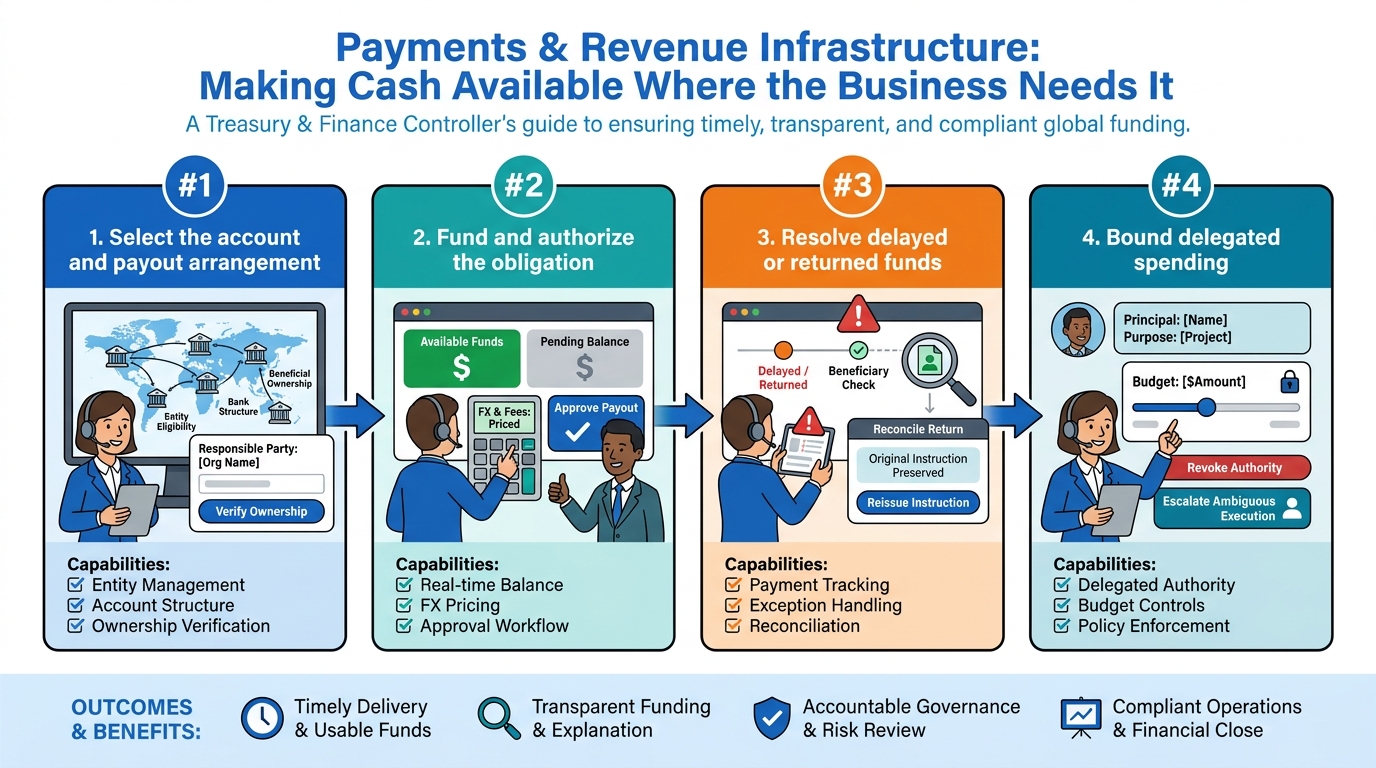 Payments & Revenue Infrastructure:
Making Cash Available Where the Business Needs It
A Treasury & Finance Controller's guide to ensuring timely, transparent, and compliant global funding.
#1
1. Select the account
and payout arrangement
Beneficial
Ownership
Bank
Structure
Entity
Eligibility
Responsible Party:
[Org Name]
Verify Ownership
Capabilities:
Entity Management
Account Structure
Ownership Verification
#2
2. Fund and authorize
the obligation
Available Funds
$
Pending Balance
$
FX & Fees:
Priced
Approve Payout
Capabilities:
Real-time Balance
FX Pricing
Approval Workflow
#3
3. Resolve delayed
or returned funds
Delayed /
Returned
Beneficiary
Check
Reconcile Return
Original Instruction
Preserved
Reissue Instruction
Capabilities:
Payment Tracking
Exception Handling
Reconciliation
#4
4. Bound delegated
spending
Principal: [Name]
Purpose: [Project]
Budget: [$Amount]
Revoke Authority
Escalate Ambiguous
Execution
Capabilities:
Delegated Authority
Budget Controls
Policy Enforcement
OUTCOMES
& BENEFITS:
Timely Delivery
& Usable Funds
Transparent Funding
& Explanation
Accountable Governance
& Risk Review
Compliant Operations
& Financial Close